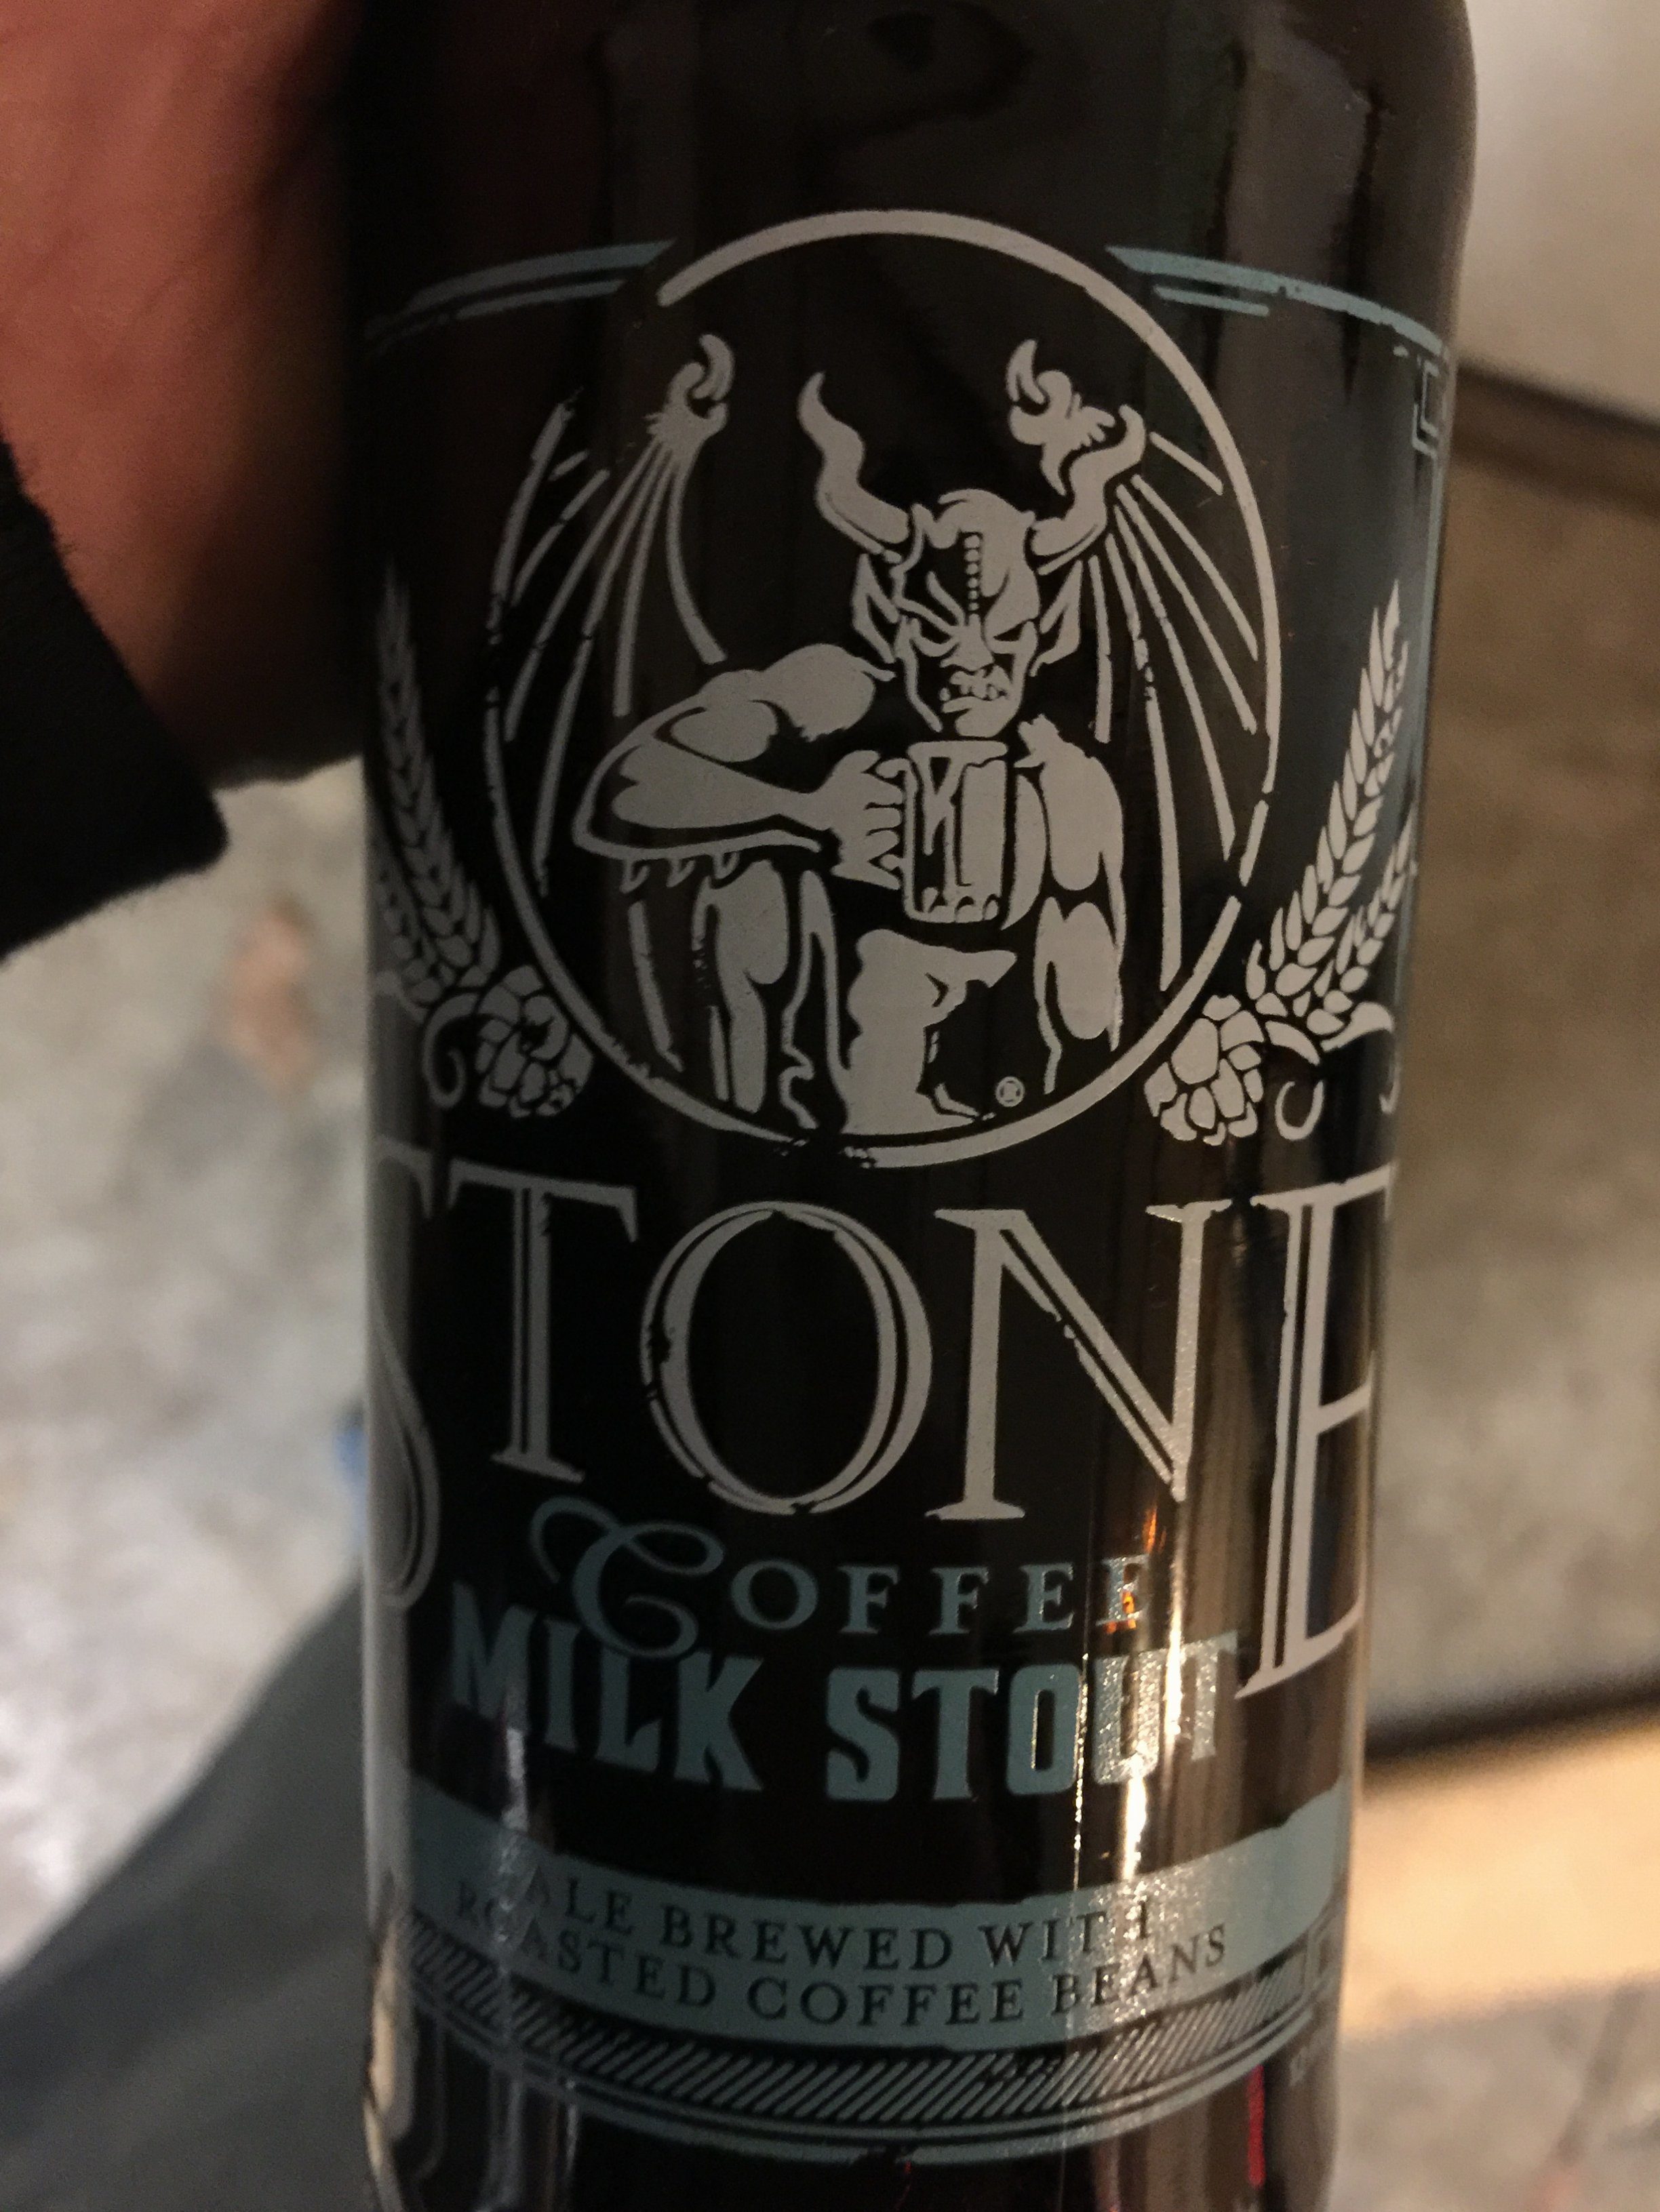 ®
STONE
COFFEE
MILK STOUT
ALE BREWED WITH
ROASTED COFFEE BEANS